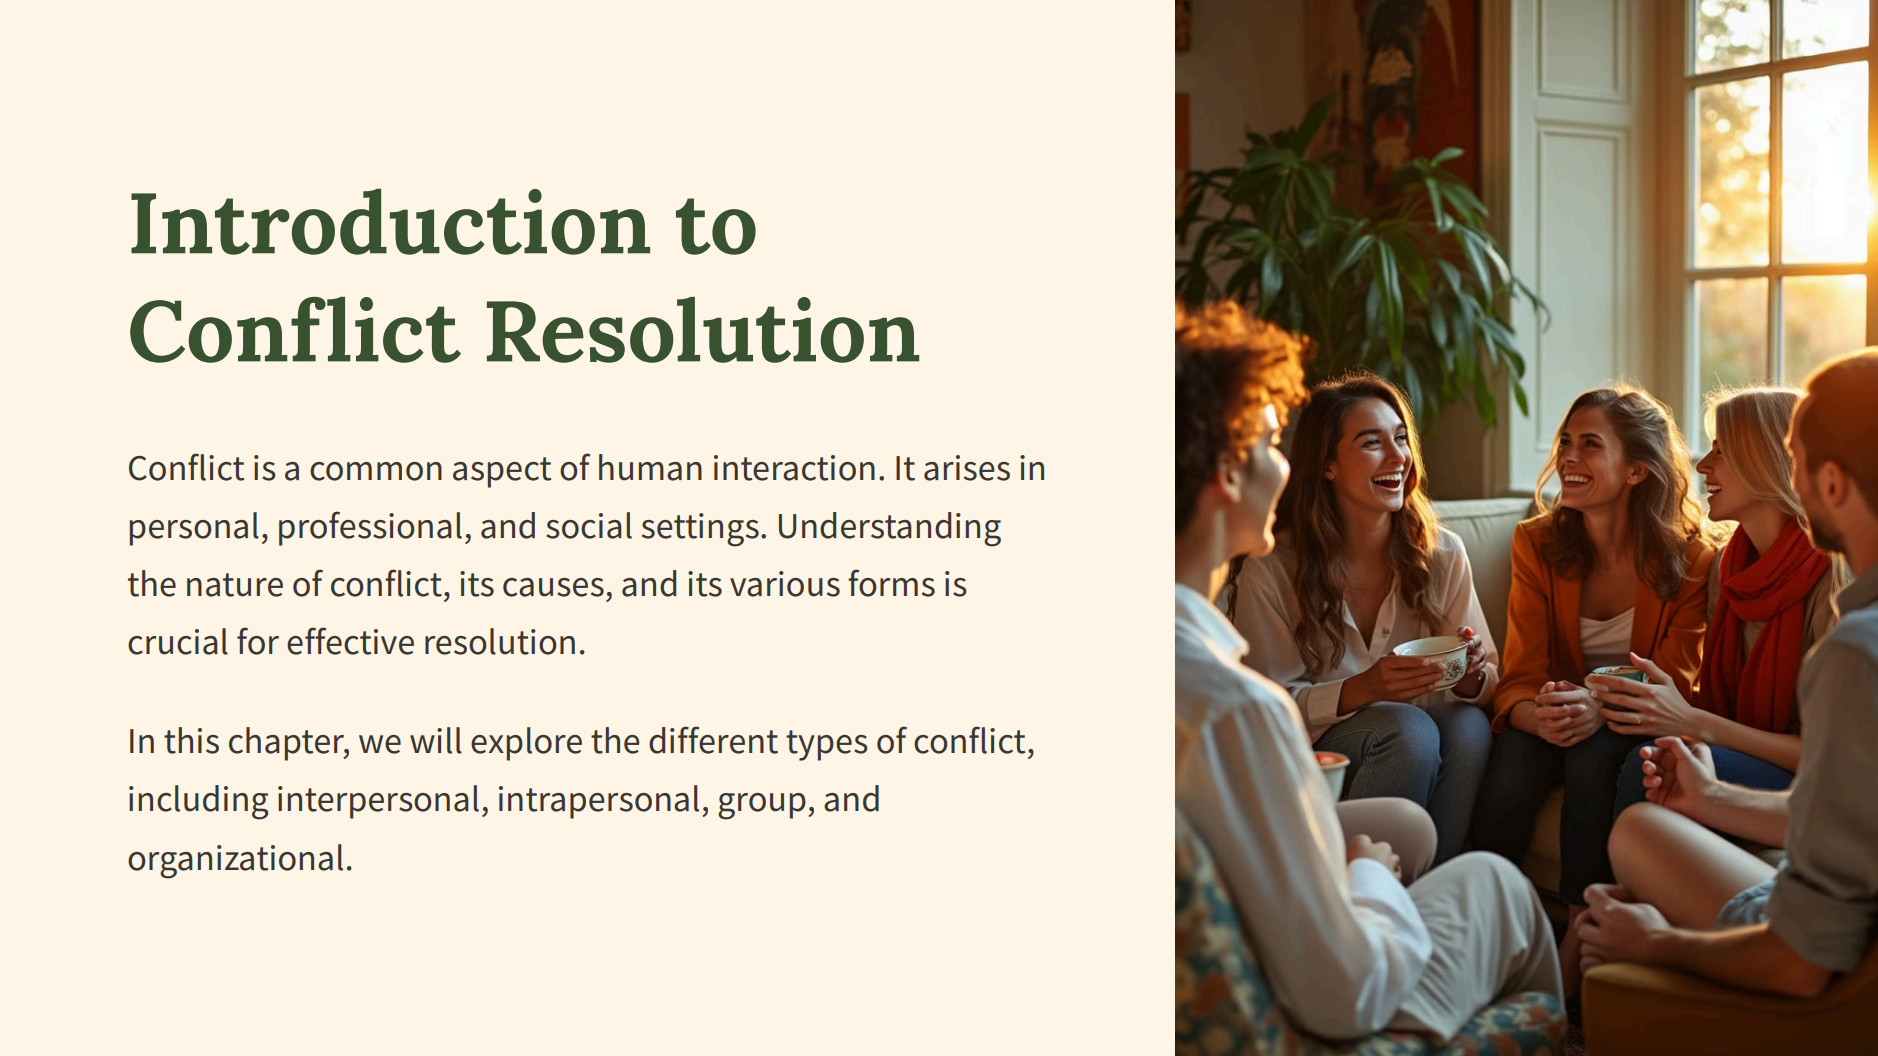 Introduction to
Conflict Resolution
Conflict is a common aspect of human interaction. It arises in
personal, professional, and social settings. Understanding
the nature of conflict, its causes, and its various forms is
crucial for effective resolution.
In this chapter, we will explore the different types of conflict,
including interpersonal, intrapersonal, group, and
organizational.